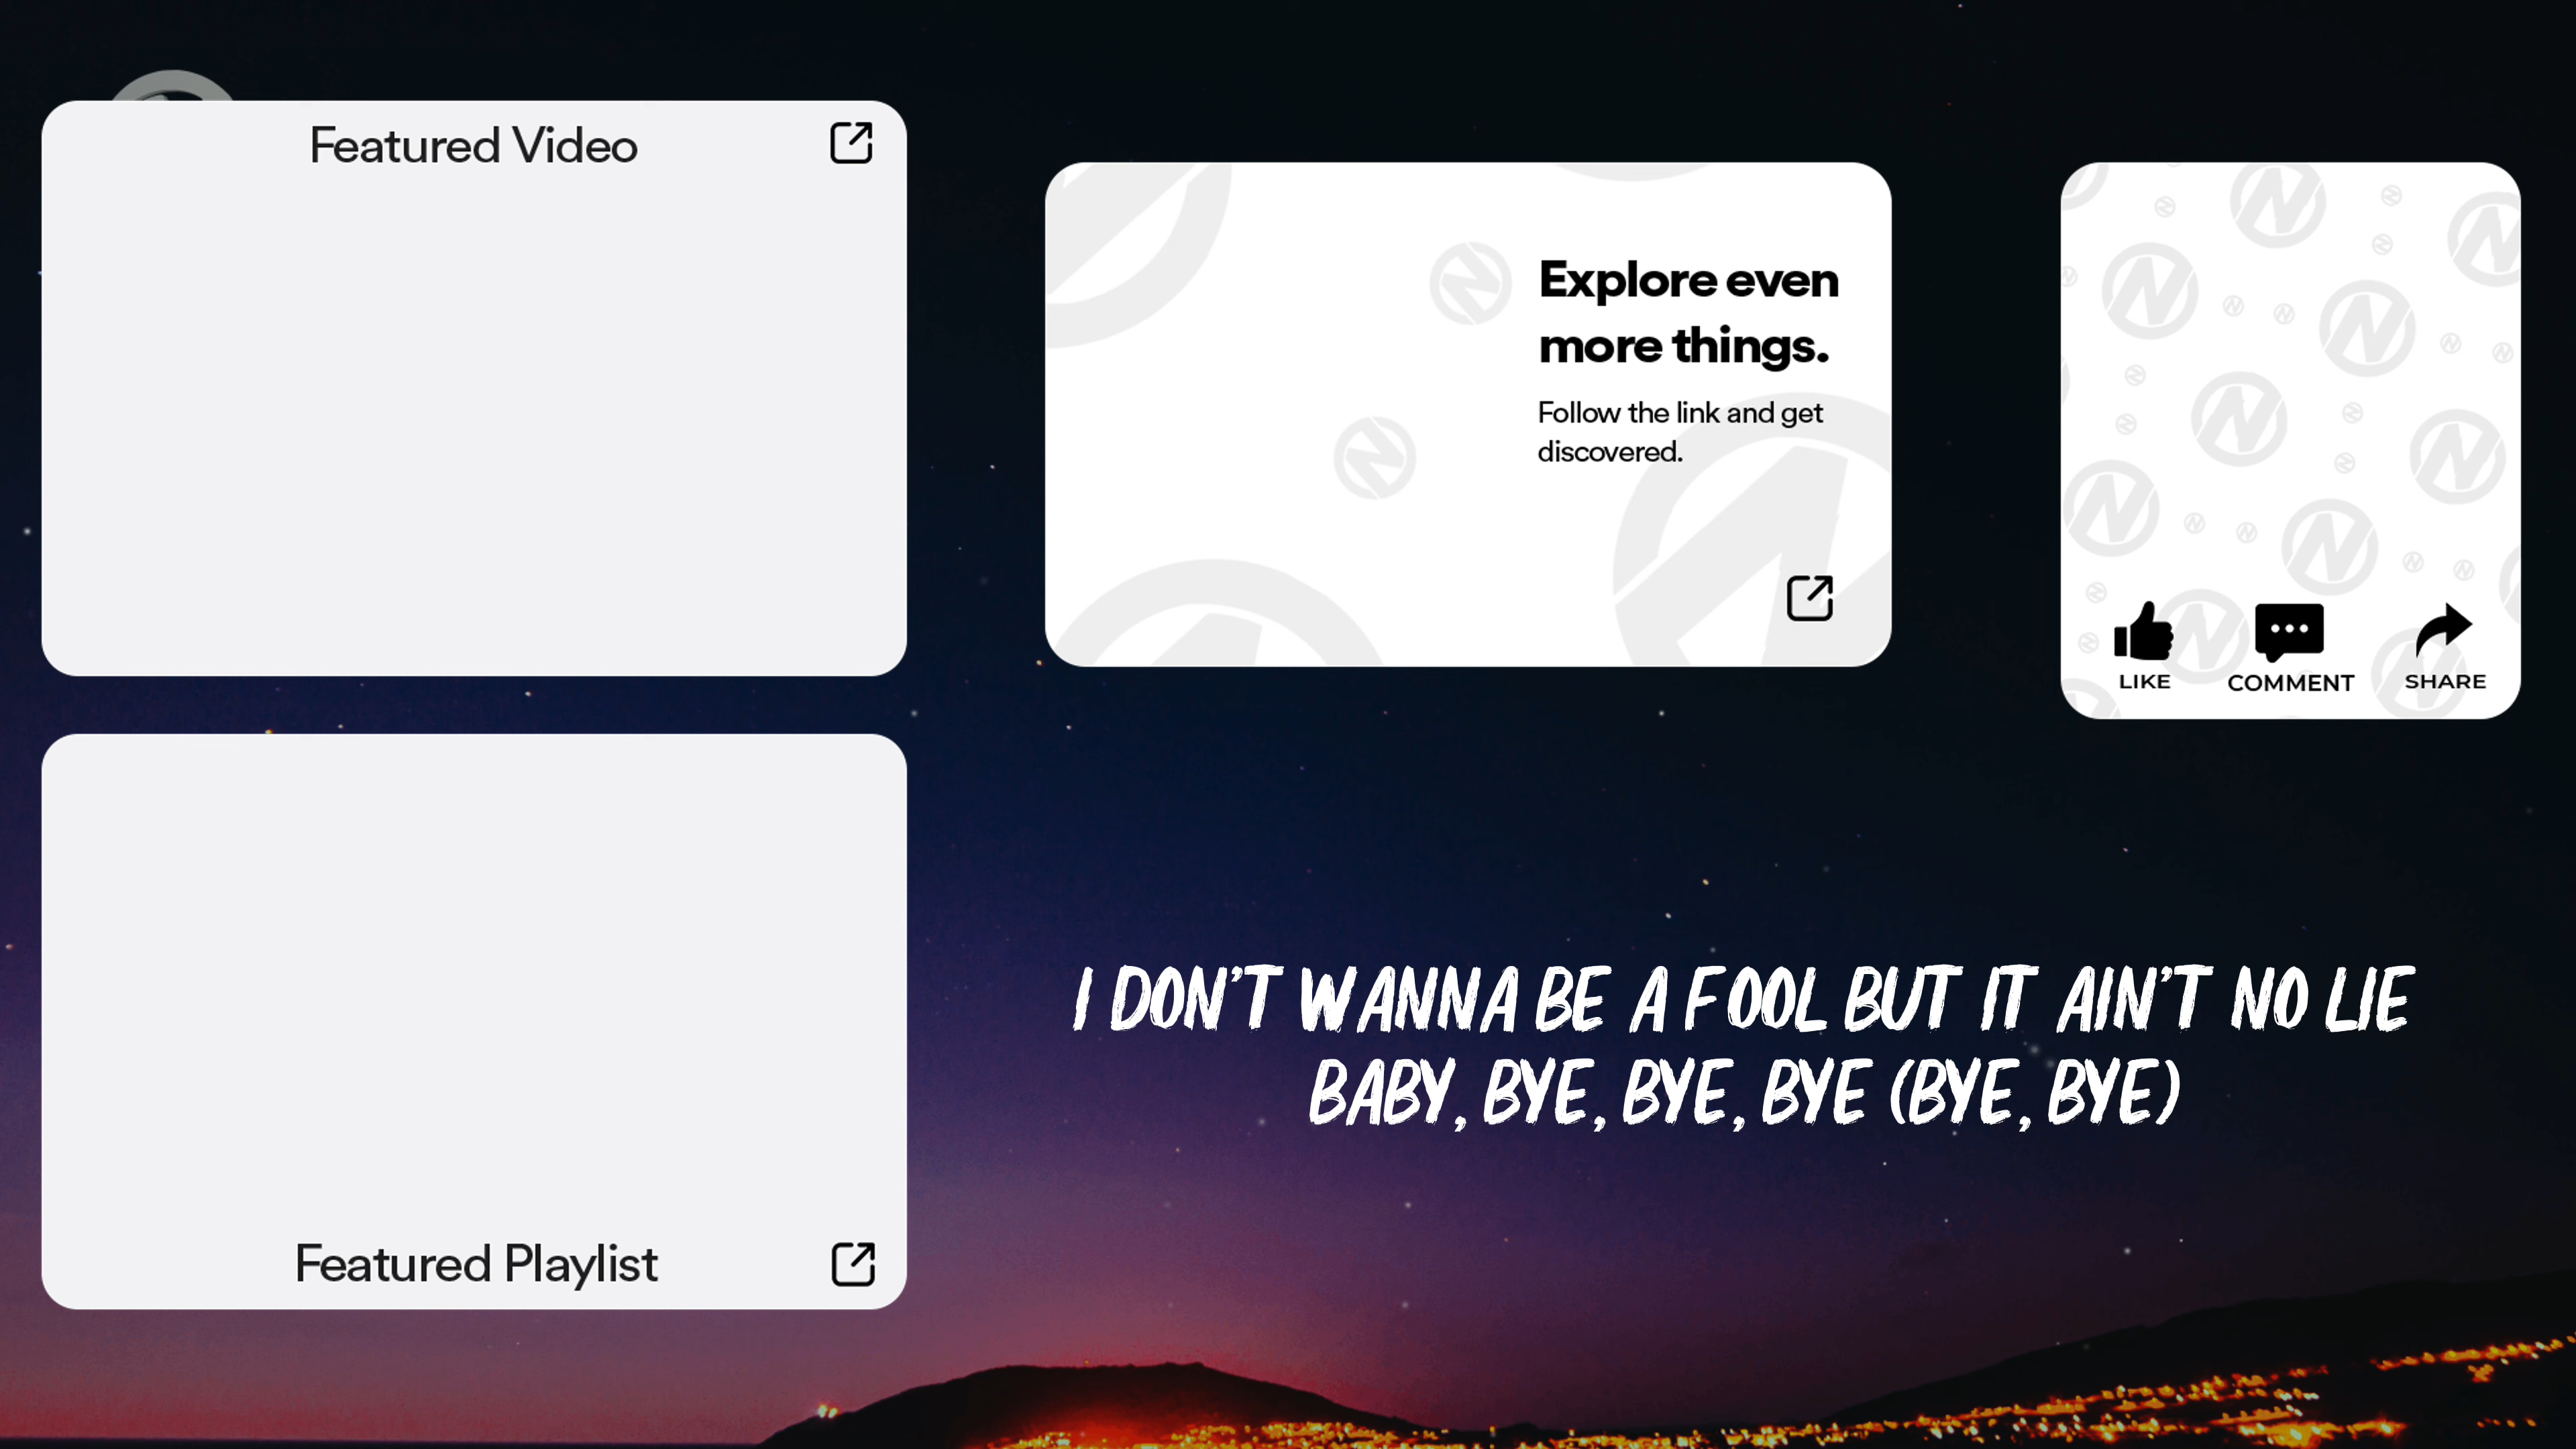 Featured Video
Explore even
more things.
Follow the link and get
discovered.
LIKE
COMMENT
SHARE
I DON'T WANNA BE A FOOL BUT IT AIN'T NO LIE
BABY, BYE, BYE, BYE (BYE, BYE)
Featured Playlist